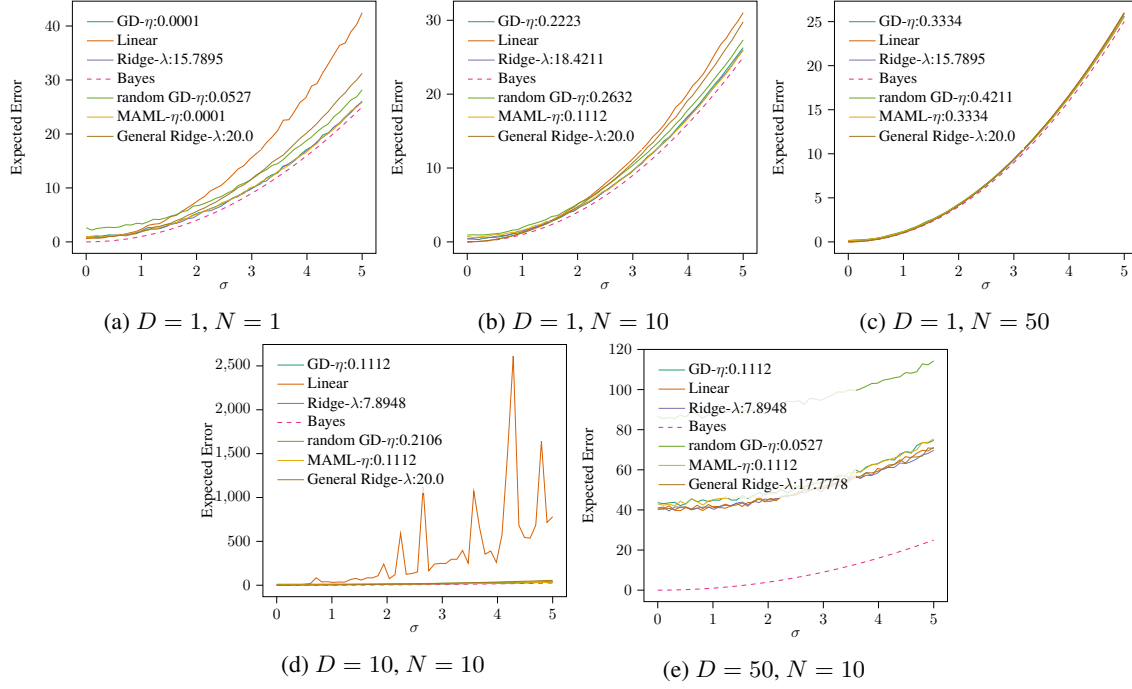 40
30
20
10
0
Expected Error
GD-η:0.0001
Linear
Ridge-λ:15.7895
Bayes
random GD-η:0.0527
MAML-η:0.0001
General Ridge-λ:20.0
0 1 2 3 4 5
σ
(a) D = 1, N = 1
30
20
10
0
Expected Error
GD-η:0.2223
Linear
Ridge-λ:18.4211
Bayes
random GD-η:0.2632
MAML-η:0.1112
General Ridge-λ:20.0
0 1 2 3 4 5
σ
(b) D = 1, N = 10
25
20
15
10
5
0
Expected Error
GD-η:0.3334
Linear
Ridge-λ:15.7895
Bayes
random GD-η:0.4211
MAML-η:0.3334
General Ridge-λ:20.0
0 1 2 3 4 5
σ
(c) D = 1, N = 50
2,500
2,000
1,500
1,000
500
0
Expected Error
GD-η:0.1112
Linear
Ridge-λ:7.8948
Bayes
random GD-η:0.2106
MAML-η:0.1112
General Ridge-λ:20.0
0 1 2 3 4 5
σ
(d) D = 10, N = 10
120
100
80
60
40
20
0
Expected Error
GD-η:0.1112
Linear
Ridge-λ:7.8948
Bayes
random GD-η:0.0527
MAML-η:0.1112
General Ridge-λ:17.7778
0 1 2 3 4 5
σ
(e) D = 50, N = 10